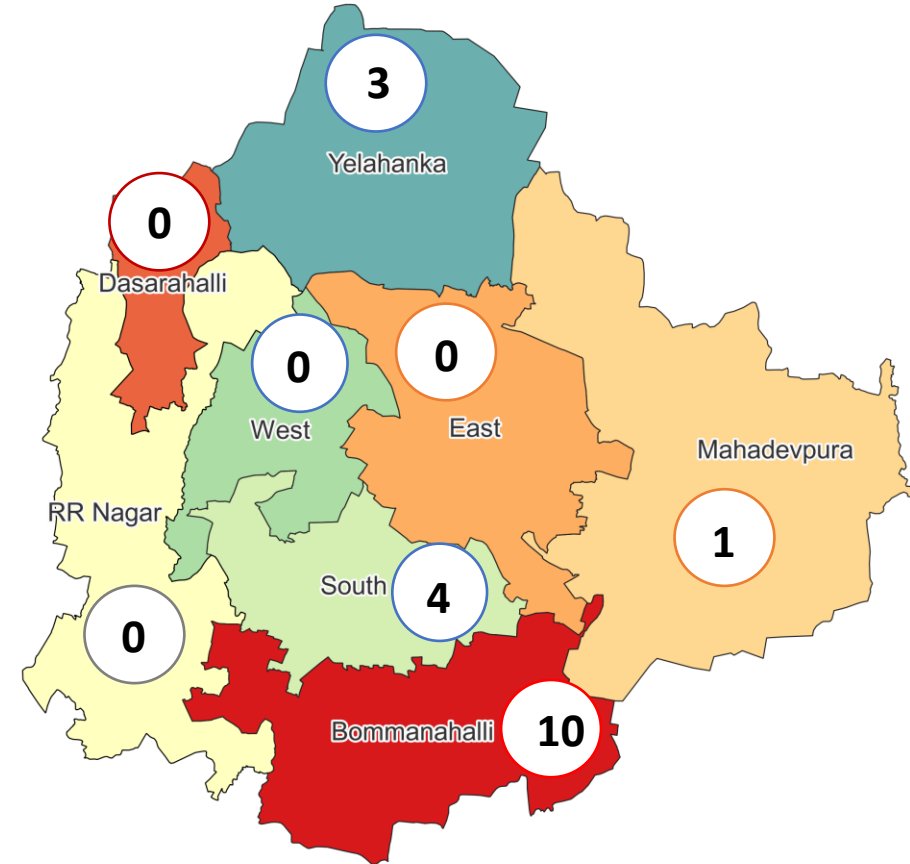 3
Yelahanka
0
Dasarahalli
0
West
0
East
Mahadevpura
1
RR Nagar
0
South
4
Bommanahalli
10